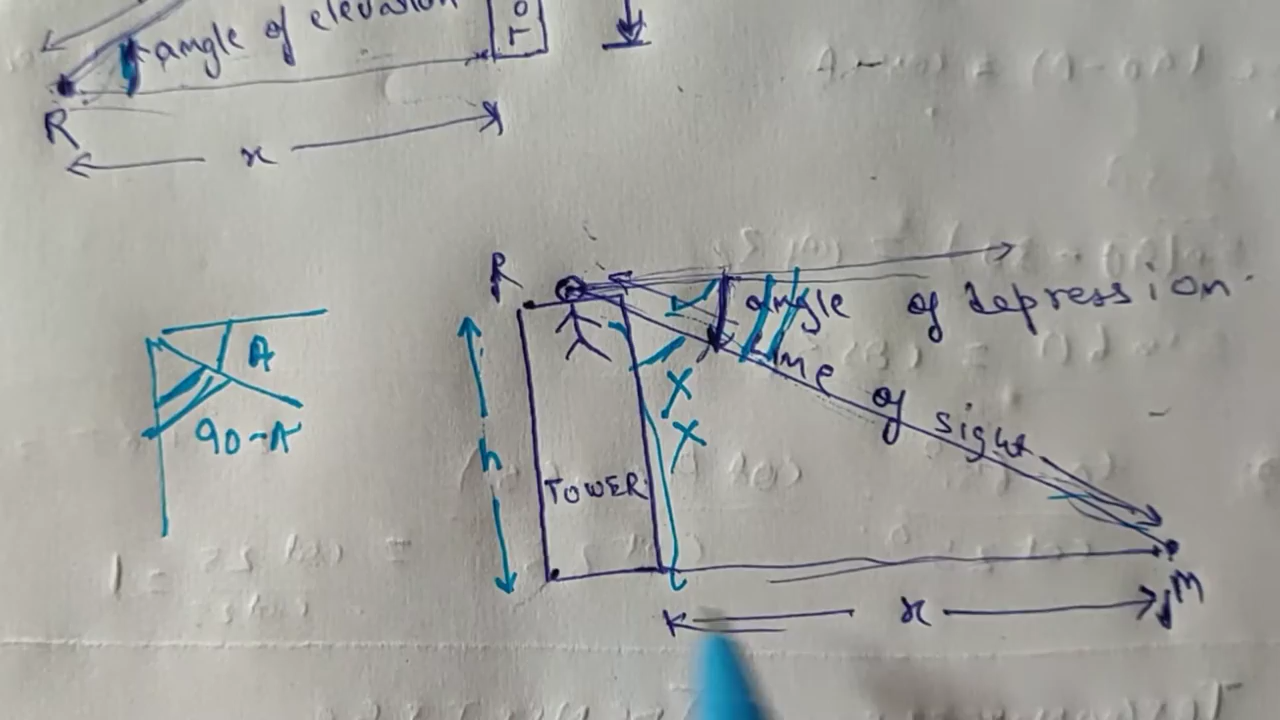 angle of elevation
R
x
R
angle of depression.
A
90-A
line of sight
x
x
h
TOWER
x
M